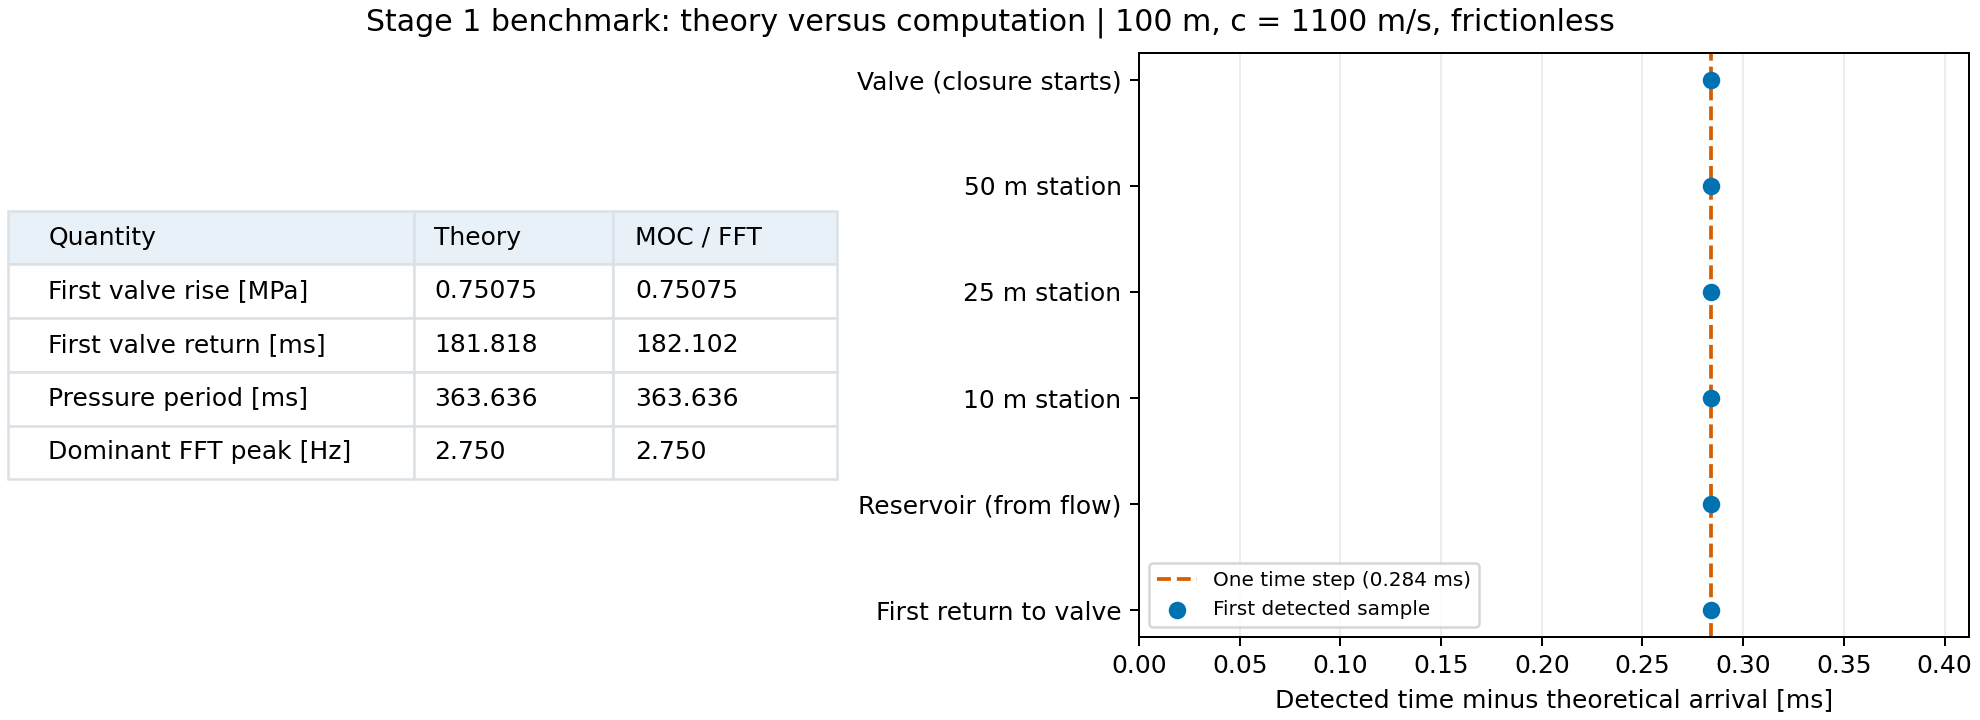 Stage 1 benchmark: theory versus computation | 100 m, c = 1100 m/s, frictionless
Quantity Theory MOC / FFT
First valve rise [MPa] 0.75075 0.75075
First valve return [ms] 181.818 182.102
Pressure period [ms] 363.636 363.636
Dominant FFT peak [Hz] 2.750 2.750
Valve (closure starts)
50 m station
25 m station
10 m station
Reservoir (from flow)
First return to valve
One time step (0.284 ms)
First detected sample
0.00 0.05 0.10 0.15 0.20 0.25 0.30 0.35 0.40
Detected time minus theoretical arrival [ms]